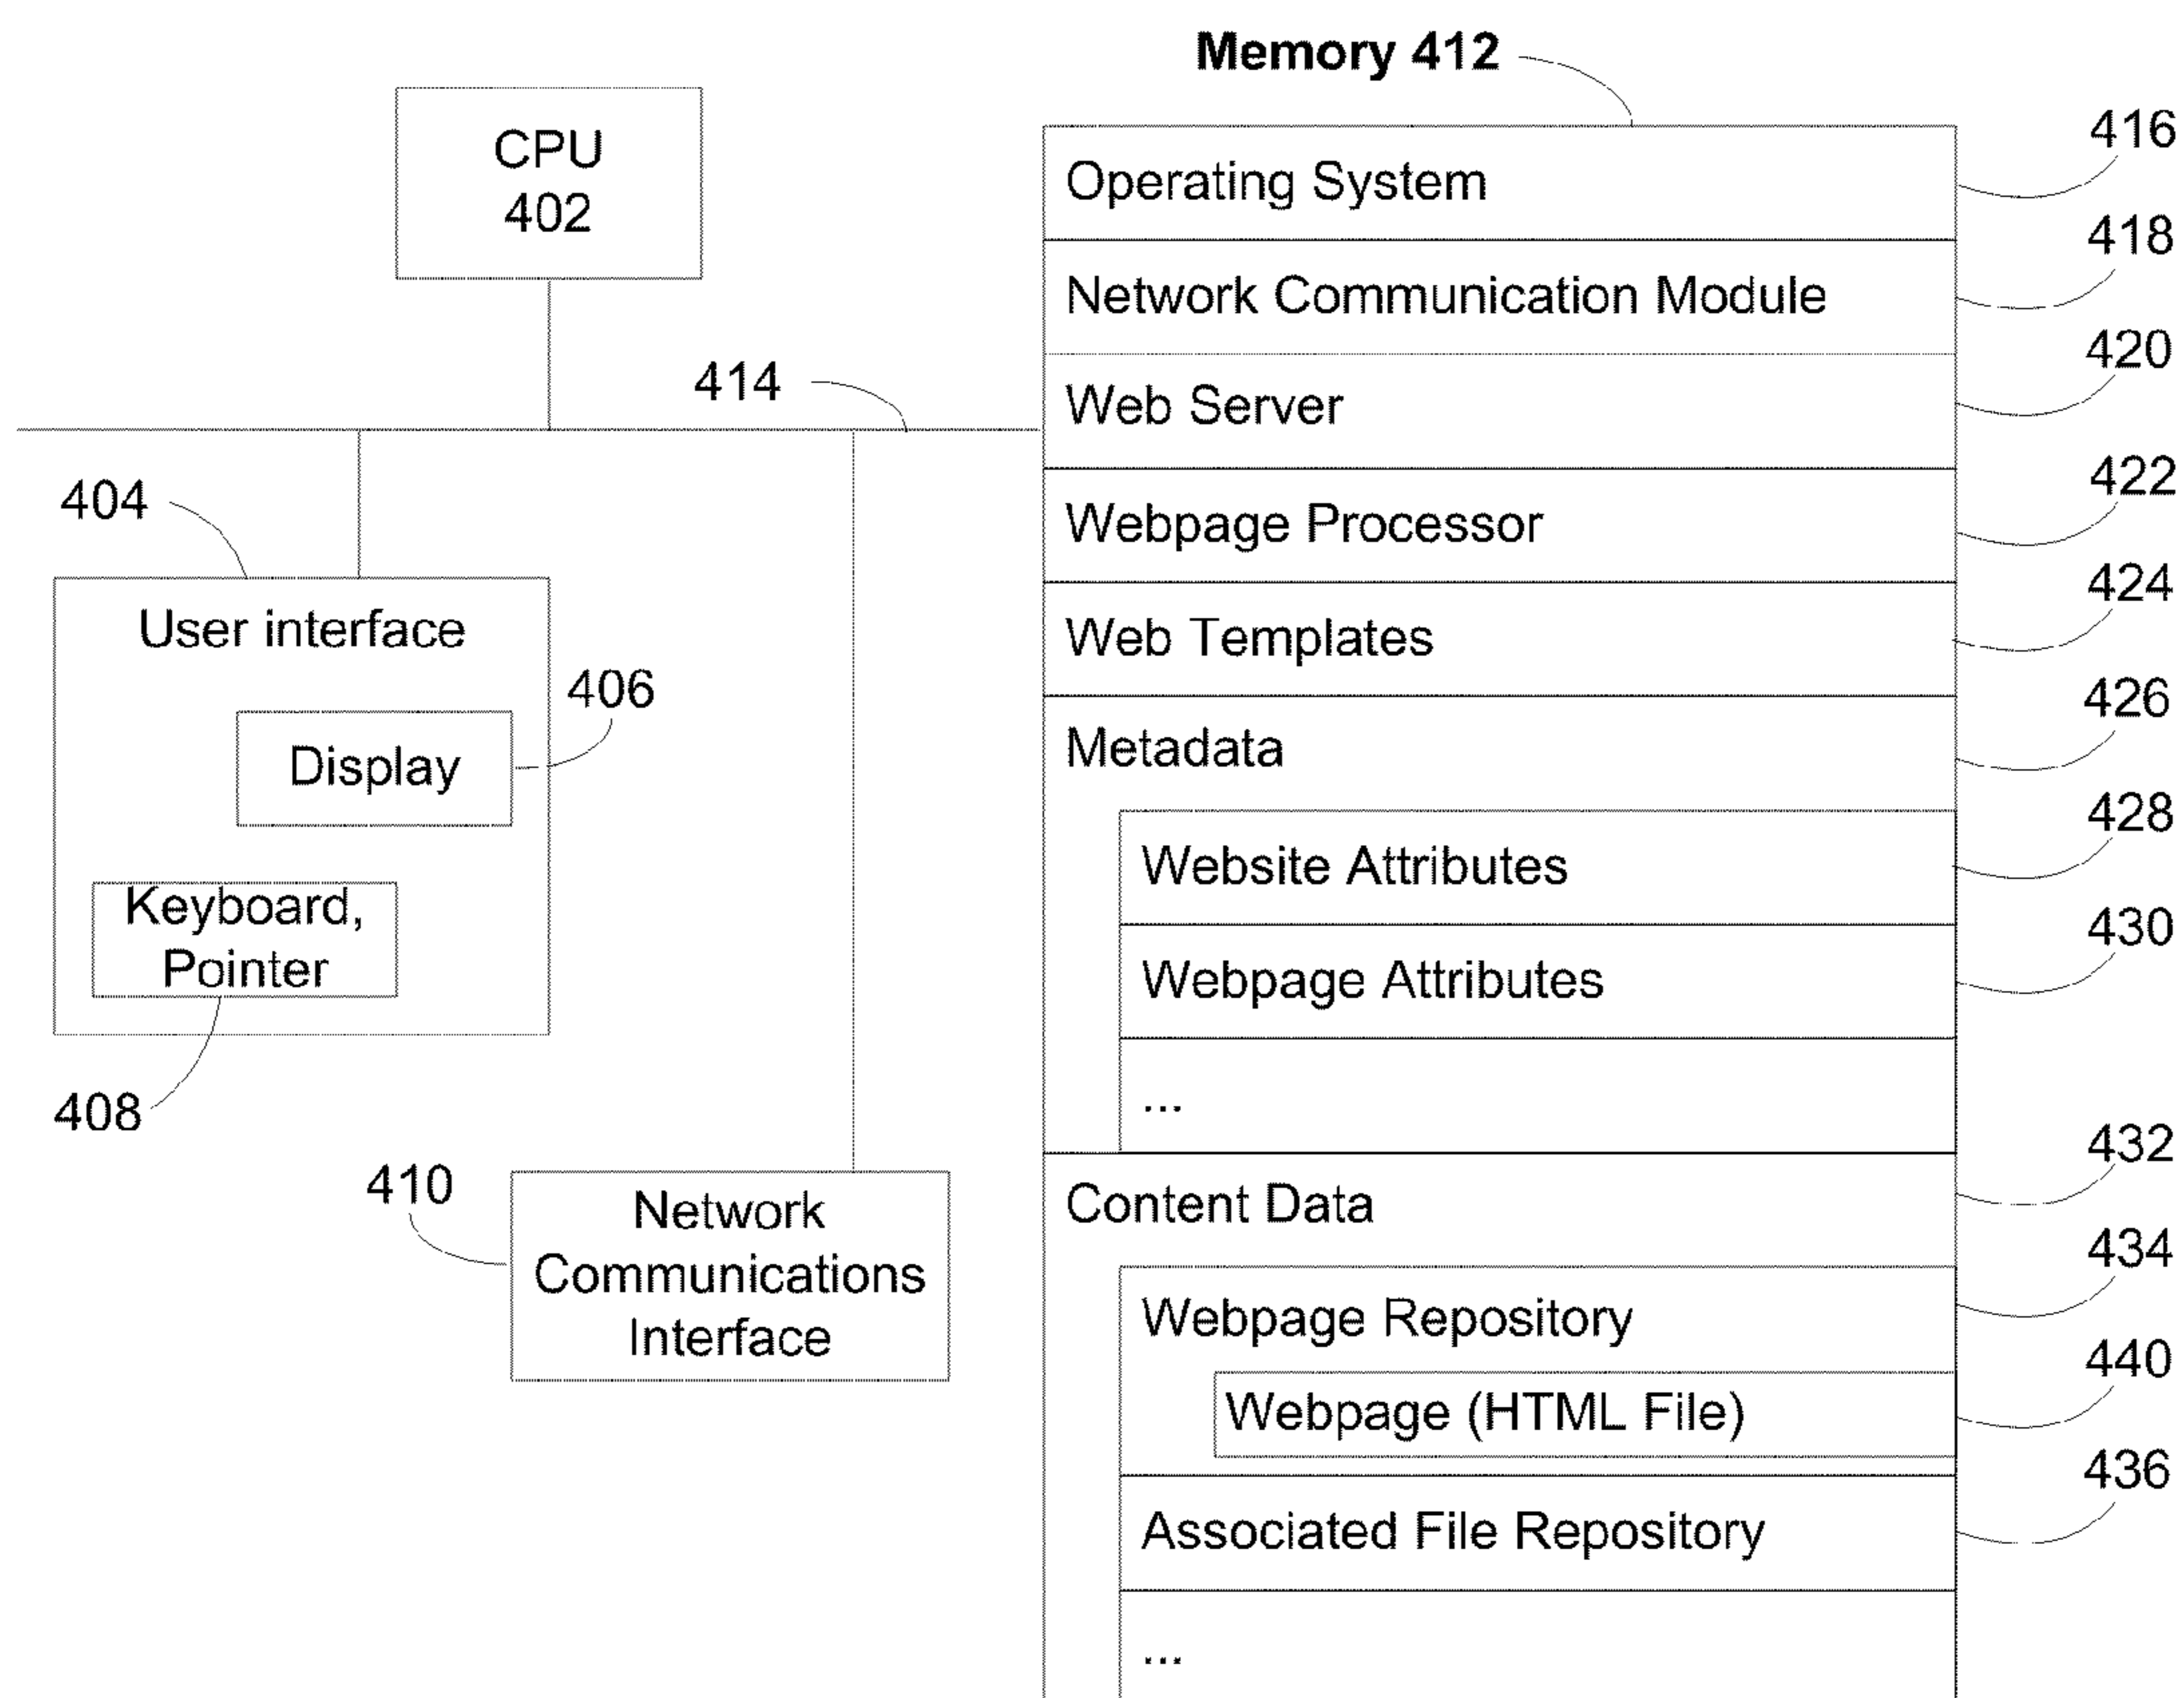 Memory 412
CPU
402
414
404
User interface
406
Display
Keyboard,
Pointer
408
410
Network
Communications
Interface
Operating System
416
Network Communication Module
418
Web Server
420
Webpage Processor
422
Web Templates
424
Metadata
426
Website Attributes
428
Webpage Attributes
430
...
Content Data
432
Webpage Repository
434
Webpage (HTML File)
440
Associated File Repository
436
...